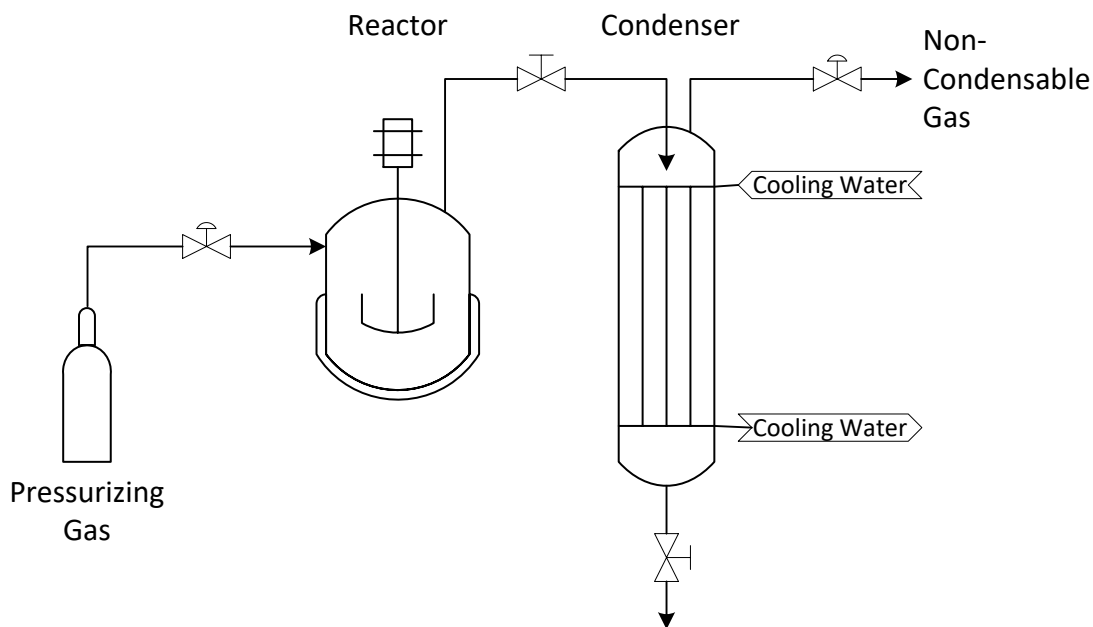 Reactor
Condenser
Non-
Condensable
Gas
Cooling Water
Cooling Water
Pressurizing
Gas